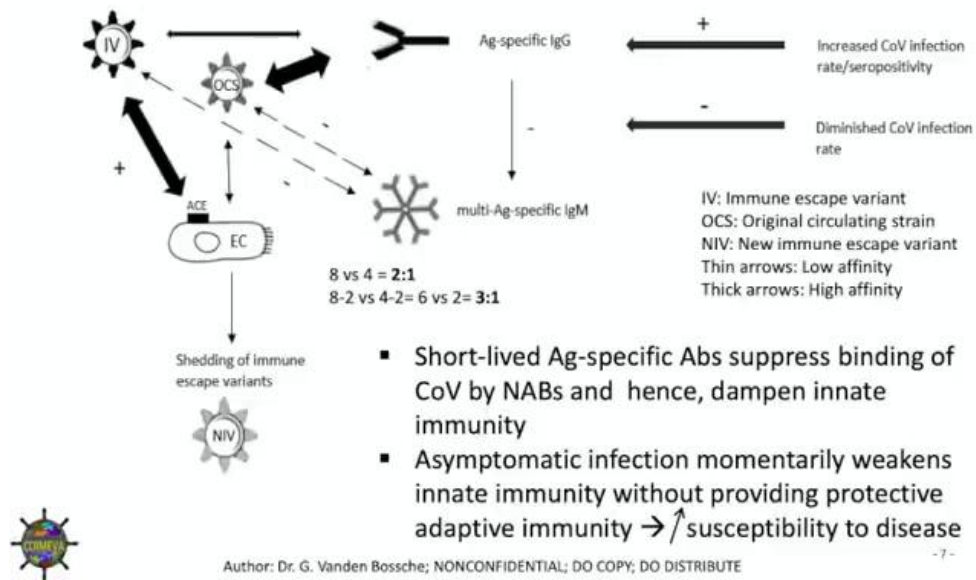 IV
OCS
Ag-specific IgG
+
Increased CoV infection
rate/seropositivity
-
Diminished CoV infection
rate
-
-
-
+
ACE
EC
multi-Ag-specific IgM
8 vs 4 = 2:1
8-2 vs 4-2= 6 vs 2= 3:1
IV: Immune escape variant
OCS: Original circulating strain
NIV: New immune escape variant
Thin arrows: Low affinity
Thick arrows: High affinity
Shedding of immune
escape variants
NIV
▪ Short-lived Ag-specific Abs suppress binding of
CoV by NABs and hence, dampen innate
immunity
▪ Asymptomatic infection momentarily weakens
innate immunity without providing protective
adaptive immunity → ↑ susceptibility to disease
Author: Dr. G. Vanden Bossche; NONCONFIDENTIAL; DO COPY; DO DISTRIBUTE
- 7 -